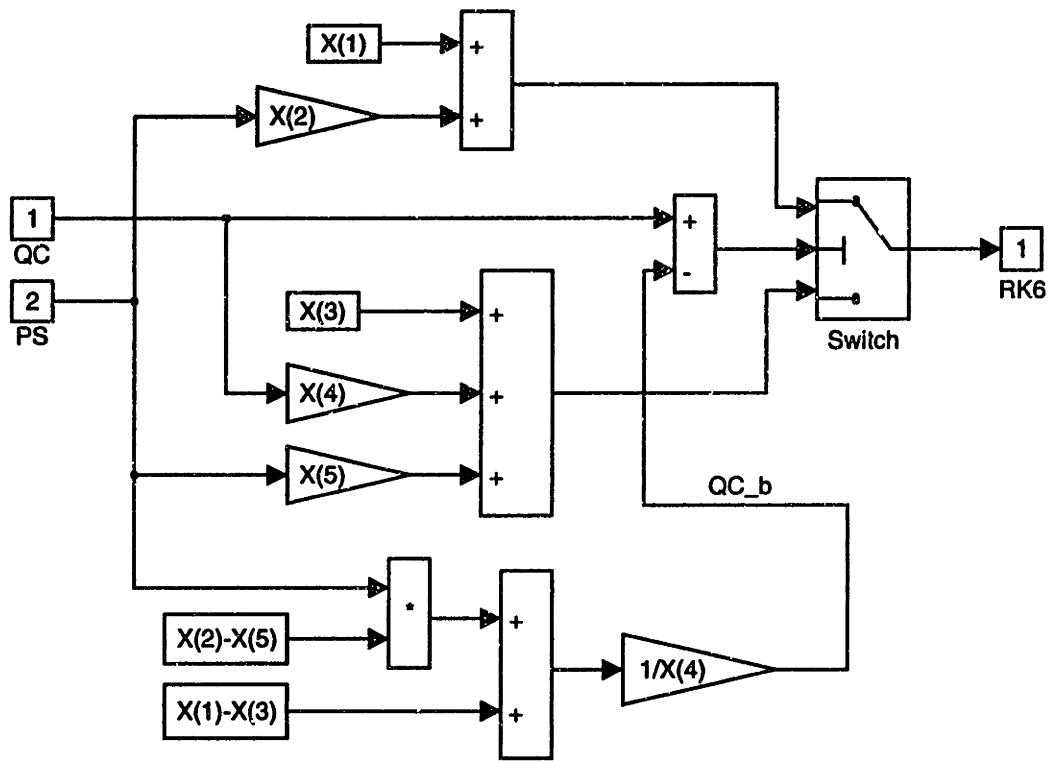 X(1)
+
X(2)
+
1
QC
+
-
1
RK6
2
PS
X(3)
+
Switch
X(4)
+
X(5)
+
QC_b
*
+
X(2)-X(5)
1/X(4)
X(1)-X(3)
+